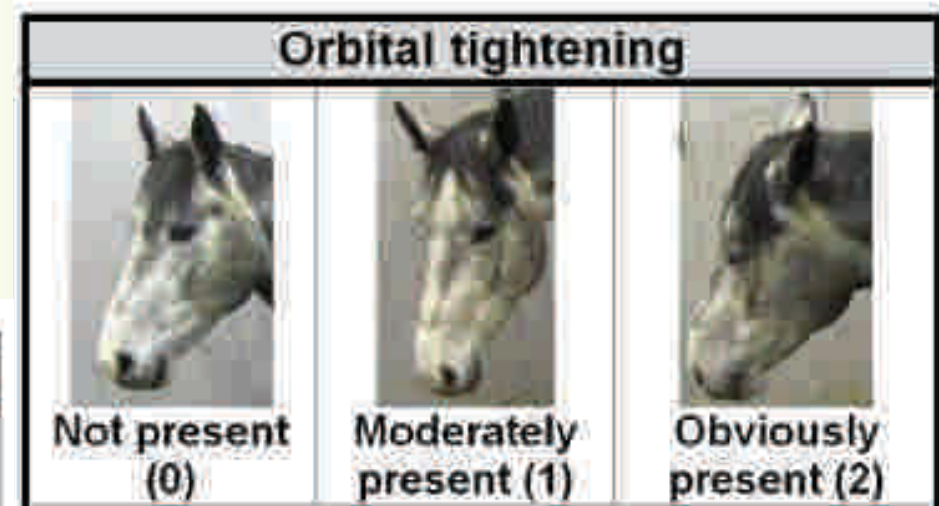 Orbital tightening
Not present
(0)
Moderately
present (1)
Obviously
present (2)